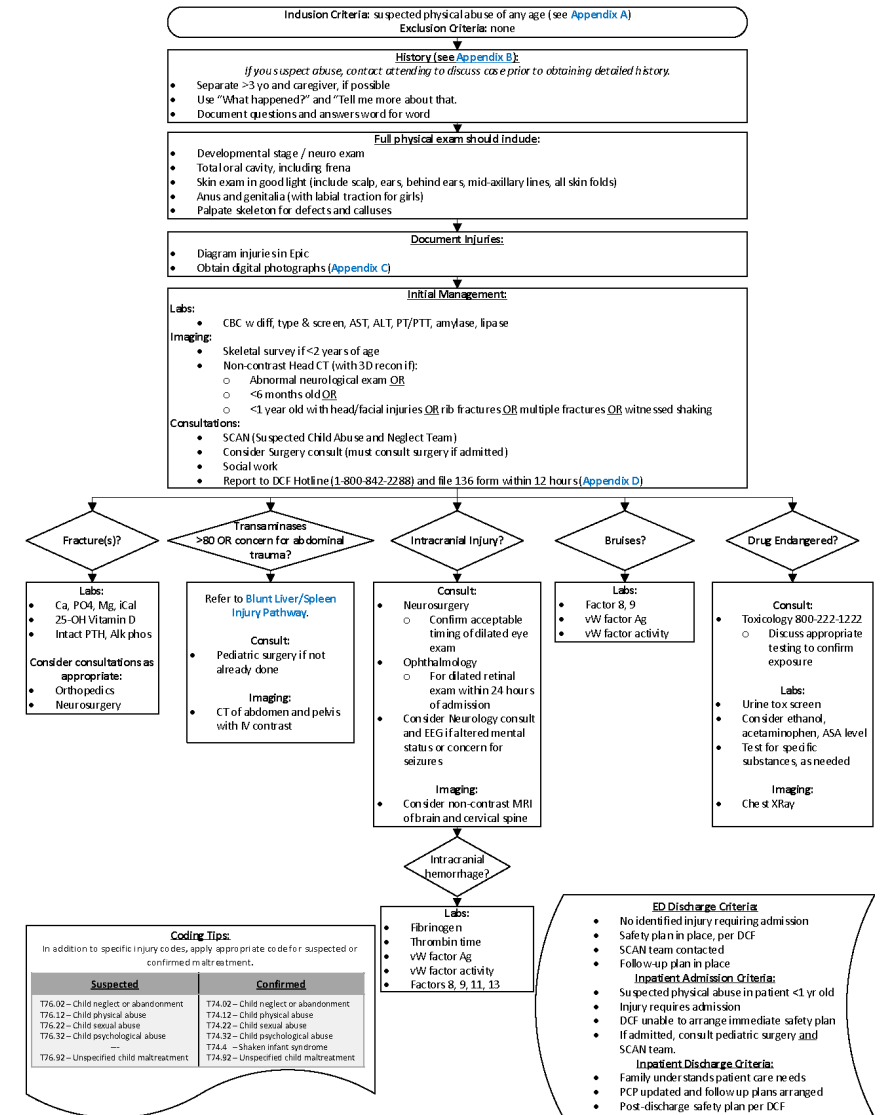 Inclusion Criteria: suspected physical abuse of any age (see Appendix A)
Exclusion Criteria: none
History (see Appendix B):
If you suspect abuse, contact attending to discuss case prior to obtaining detailed history.
• Separate >3 yo and caregiver, if possible
• Use "What happened?" and "Tell me more about that.
• Document questions and answers word for word
Full physical exam should include:
• Developmental stage / neuro exam
• Total oral cavity, including frena
• Skin exam in good light (include scalp, ears, behind ears, mid-axillary lines, all skin folds)
• Anus and genitalia (with labial traction for girls)
• Palpate skeleton for defects and calluses
Document Injuries:
• Diagram injuries in Epic
• Obtain digital photographs (Appendix C)
Initial Management:
Labs:
• CBC w diff, type & screen, AST, ALT, PT/PTT, amylase, lipase
Imaging:
• Skeletal survey if <2 years of age
• Non-contrast Head CT (with 3D recon if):
o Abnormal neurological exam OR
o <6 months old OR
o <1 year old with head/facial injuries OR rib fractures OR multiple fractures OR witnessed shaking
Consultations:
• SCAN (Suspected Child Abuse and Neglect Team)
• Consider Surgery consult (must consult surgery if admitted)
• Social work
• Report to DCF Hotline (1-800-842-2288) and file 136 form within 12 hours (Appendix D)
Fracture(s)?
Labs:
• Ca, PO4, Mg, iCal
• 25-OH Vitamin D
• Intact PTH, Alk phos
Consider consultations as
appropriate:
• Orthopedics
• Neurosurgery
Transaminases
>80 OR concern for abdominal
trauma?
Refer to Blunt Liver/Spleen
Injury Pathway.
Consult:
• Pediatric surgery if not
already done
Imaging:
• CT of abdomen and pelvis
with IV contrast
Intracranial Injury?
Consult:
• Neurosurgery
o Confirm acceptable
timing of dilated eye
exam
• Ophthalmology
o For dilated retinal
exam within 24 hours
of admission
• Consider Neurology consult
and EEG if altered mental
status or concern for
seizures
Imaging:
• Consider non-contrast MRI
of brain and cervical spine
Intracranial
hemorrhage?
Labs:
• Fibrinogen
• Thrombin time
• vW factor Ag
• vW factor activity
• Factors 8, 9, 11, 13
Bruises?
Labs:
• Factor 8, 9
• vW factor Ag
• vW factor activity
Drug Endangered?
Consult:
• Toxicology 800-222-1222
o Discuss appropriate
testing to confirm
exposure
Labs:
• Urine tox screen
• Consider ethanol,
acetaminophen, ASA level
• Test for specific
substances, as needed
Imaging:
• Chest XRay
Coding Tips:
In addition to specific injury codes, apply appropriate code for suspected or
confirmed maltreatment.
Suspected
T76.02 – Child neglect or abandonment
T76.12 – Child physical abuse
T76.22 – Child sexual abuse
T76.32 – Child psychological abuse
----
T76.92 – Unspecified child maltreatment
Confirmed
T74.02 – Child neglect or abandonment
T74.12 – Child physical abuse
T74.22 – Child sexual abuse
T74.32 – Child psychological abuse
T74.4 – Shaken infant syndrome
T74.92 – Unspecified child maltreatment
ED Discharge Criteria:
• No identified injury requiring admission
• Safety plan in place, per DCF
• SCAN team contacted
• Follow-up plan in place
Inpatient Admission Criteria:
• Suspected physical abuse in patient <1 yr old
• Injury requires admission
• DCF unable to arrange immediate safety plan
• If admitted, consult pediatric surgery and
SCAN team.
Inpatient Discharge Criteria:
• Family understands patient care needs
• PCP updated and follow up plans arranged
• Post-discharge safety plan per DCF